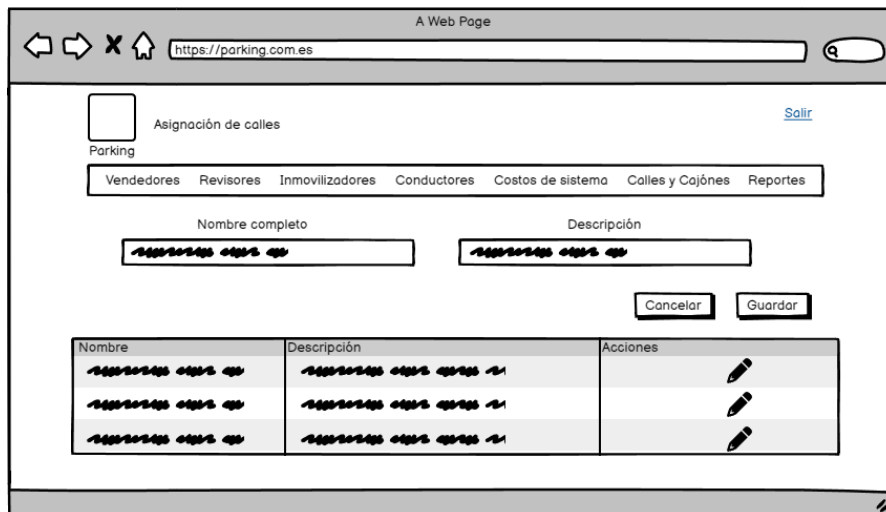 A Web Page
https://parking.com.es
Asignación de calles
Salir
Parking
Vendedores Revisores Inmovilizadores Conductores Costos de sistema Calles y Cajónes Reportes
Nombre completo Descripción
Cancelar Guardar
Nombre Descripción Acciones